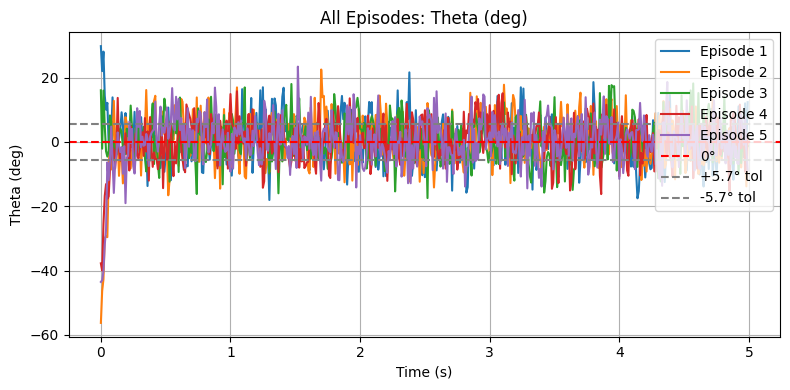 All Episodes: Theta (deg)
Theta (deg)
20
0
−20
−40
−60
0
1
2
3
4
5
Time (s)
Episode 1
Episode 2
Episode 3
Episode 4
Episode 5
0°
+5.7° tol
-5.7° tol